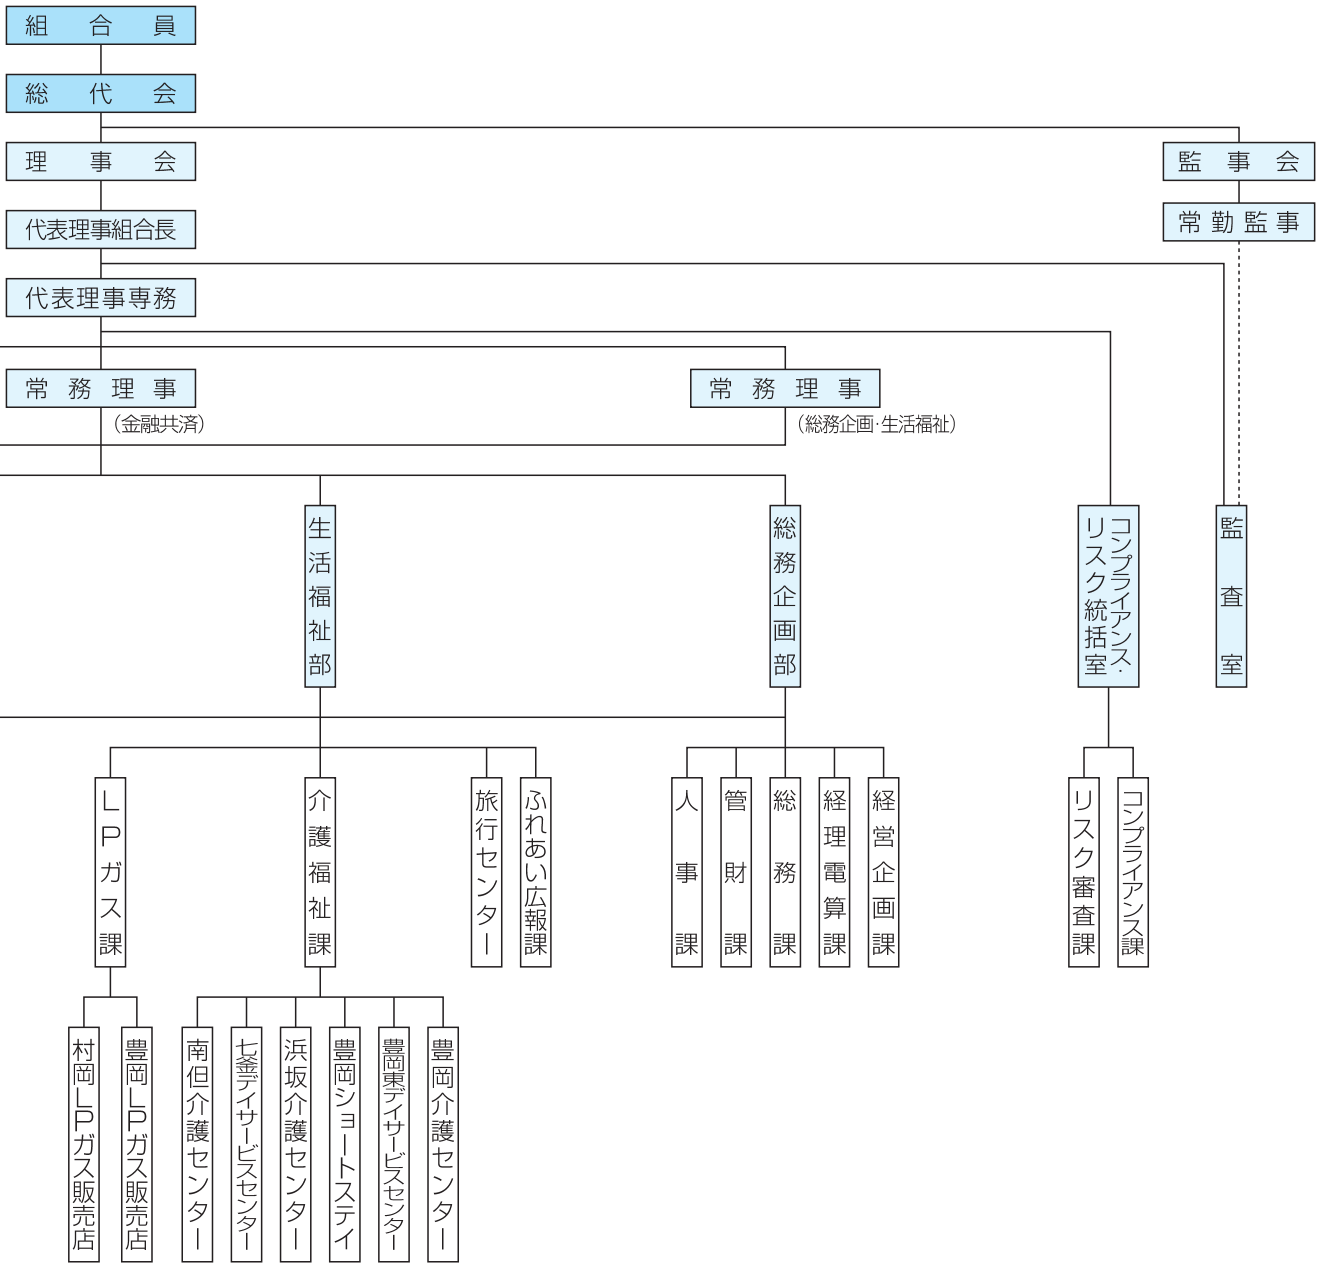 組合員
総代会
理事会
監事会
代表理事組合長
常勤監事
代表理事専務
常務理事
（金融共済）
常務理事
（総務企画・生活福祉）
生活福祉部
総務企画部
コンプライアンス・
リスク統括室
監査室
LPガス課
介護福祉課
旅行センター
ふれあい広報課
人事課
管財課
総務課
経理電算課
経営企画課
リスク審査課
コンプライアンス課
村岡LPガス販売店
豊岡LPガス販売店
南但介護センター
七釜デイサービスセンター
浜坂介護センター
豊岡ショートステイ
豊岡東デイサービスセンター
豊岡介護センター